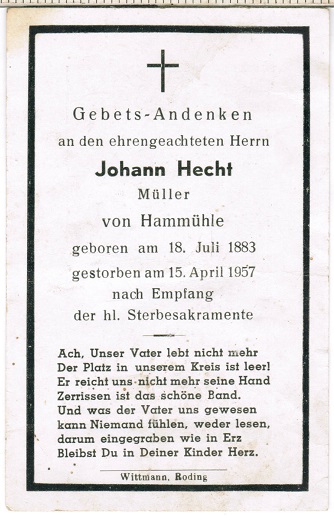 Gebets-Andenken
an den ehrengeachteten Herrn
Johann Hecht
Müller
von Hammühle
geboren am 18. Juli 1883
gestorben am 15. April 1957
nach Empfang
der hl. Sterbesakramente
Ach, Unser Vater lebt nicht mehr
Der Platz in unserem Kreis ist leer!
Er reicht uns nicht mehr seine Hand
Zerrissen ist das schöne Band.
Und was der Vater uns gewesen
kann Niemand fühlen, weder lesen,
darum eingegraben wie in Erz
Bleibst Du in Deiner Kinder Herz.
Wittmann, Roding